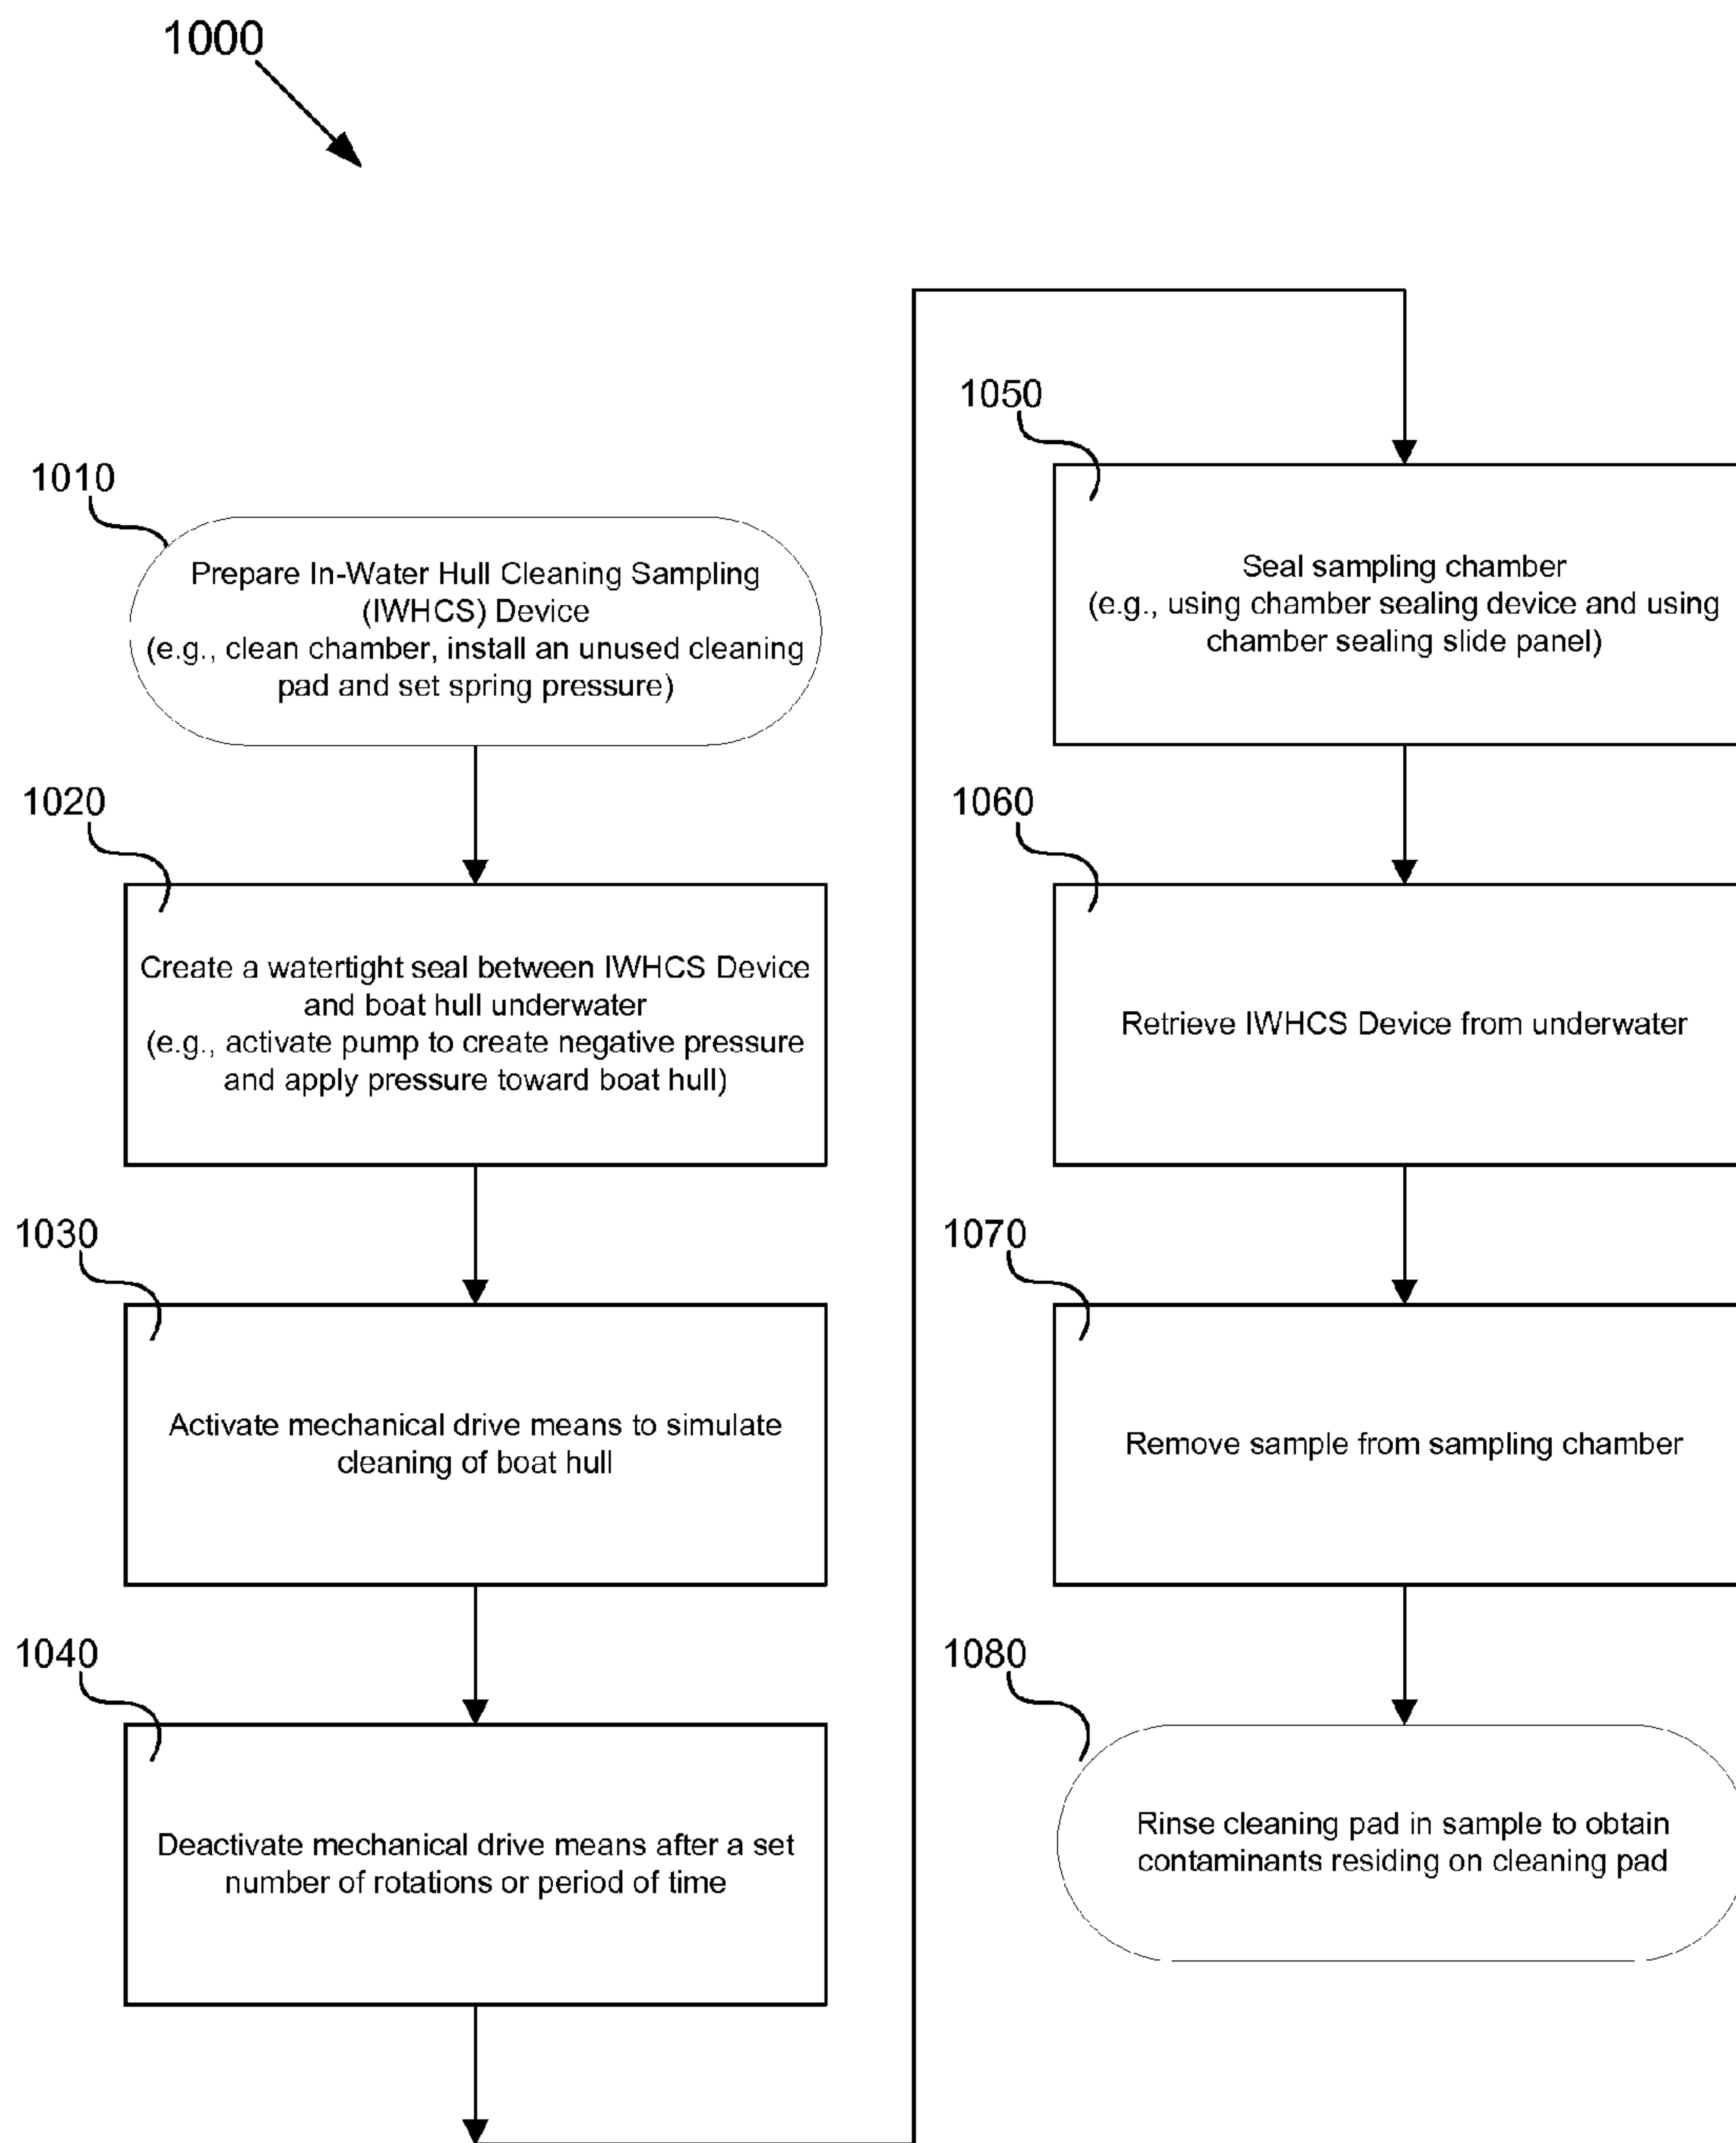 1000
1010
Prepare In-Water Hull Cleaning Sampling
(IWHCS) Device
(e.g., clean chamber, install an unused cleaning
pad and set spring pressure)
1020
Create a watertight seal between IWHCS Device
and boat hull underwater
(e.g., activate pump to create negative pressure
and apply pressure toward boat hull)
1030
Activate mechanical drive means to simulate
cleaning of boat hull
1040
Deactivate mechanical drive means after a set
number of rotations or period of time
1050
Seal sampling chamber
(e.g., using chamber sealing device and using
chamber sealing slide panel)
1060
Retrieve IWHCS Device from underwater
1070
Remove sample from sampling chamber
1080
Rinse cleaning pad in sample to obtain
contaminants residing on cleaning pad